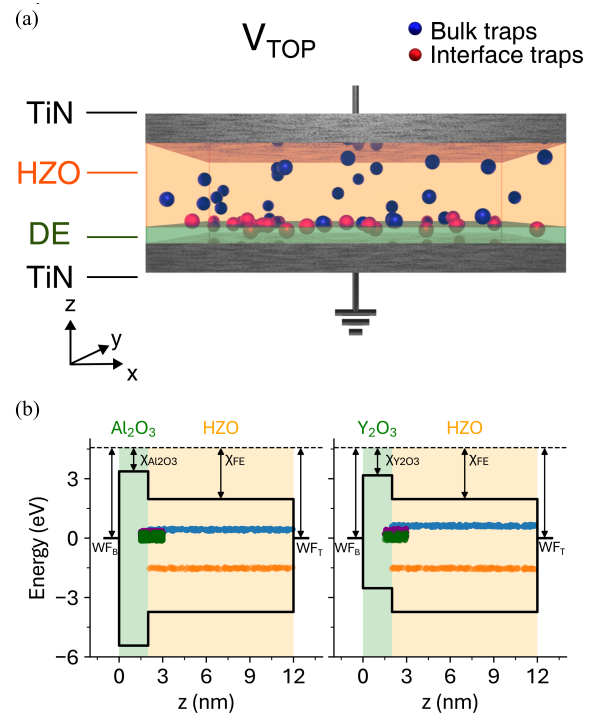 (a)
V_TOP
Bulk traps
Interface traps
TiN
HZO
DE
TiN
z
y
x
(b)
Al₂O₃ HZO Y₂O₃ HZO
χAl2O3 χFE χY2O3 χFE
3
0
−3
−6
Energy (eV)
WF_B WF_T WF_B WF_T
0 3 6 9 12 0 3 6 9 12
z (nm) z (nm)